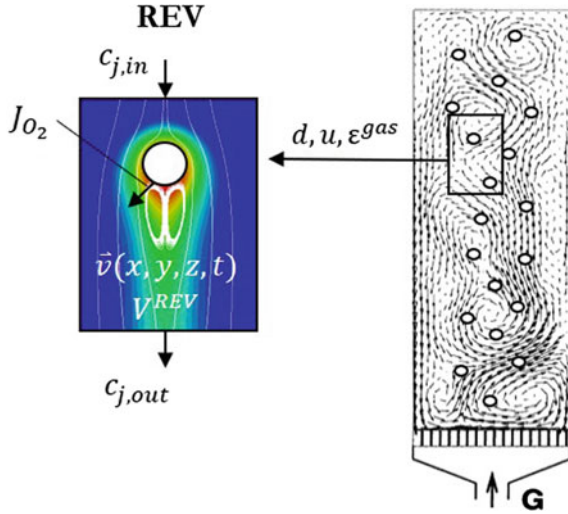 REV
c_{j,in}
J_{O_2}
d, u, ε^{gas}
v⃗(x, y, z, t)
V^{REV}
c_{j,out}
G